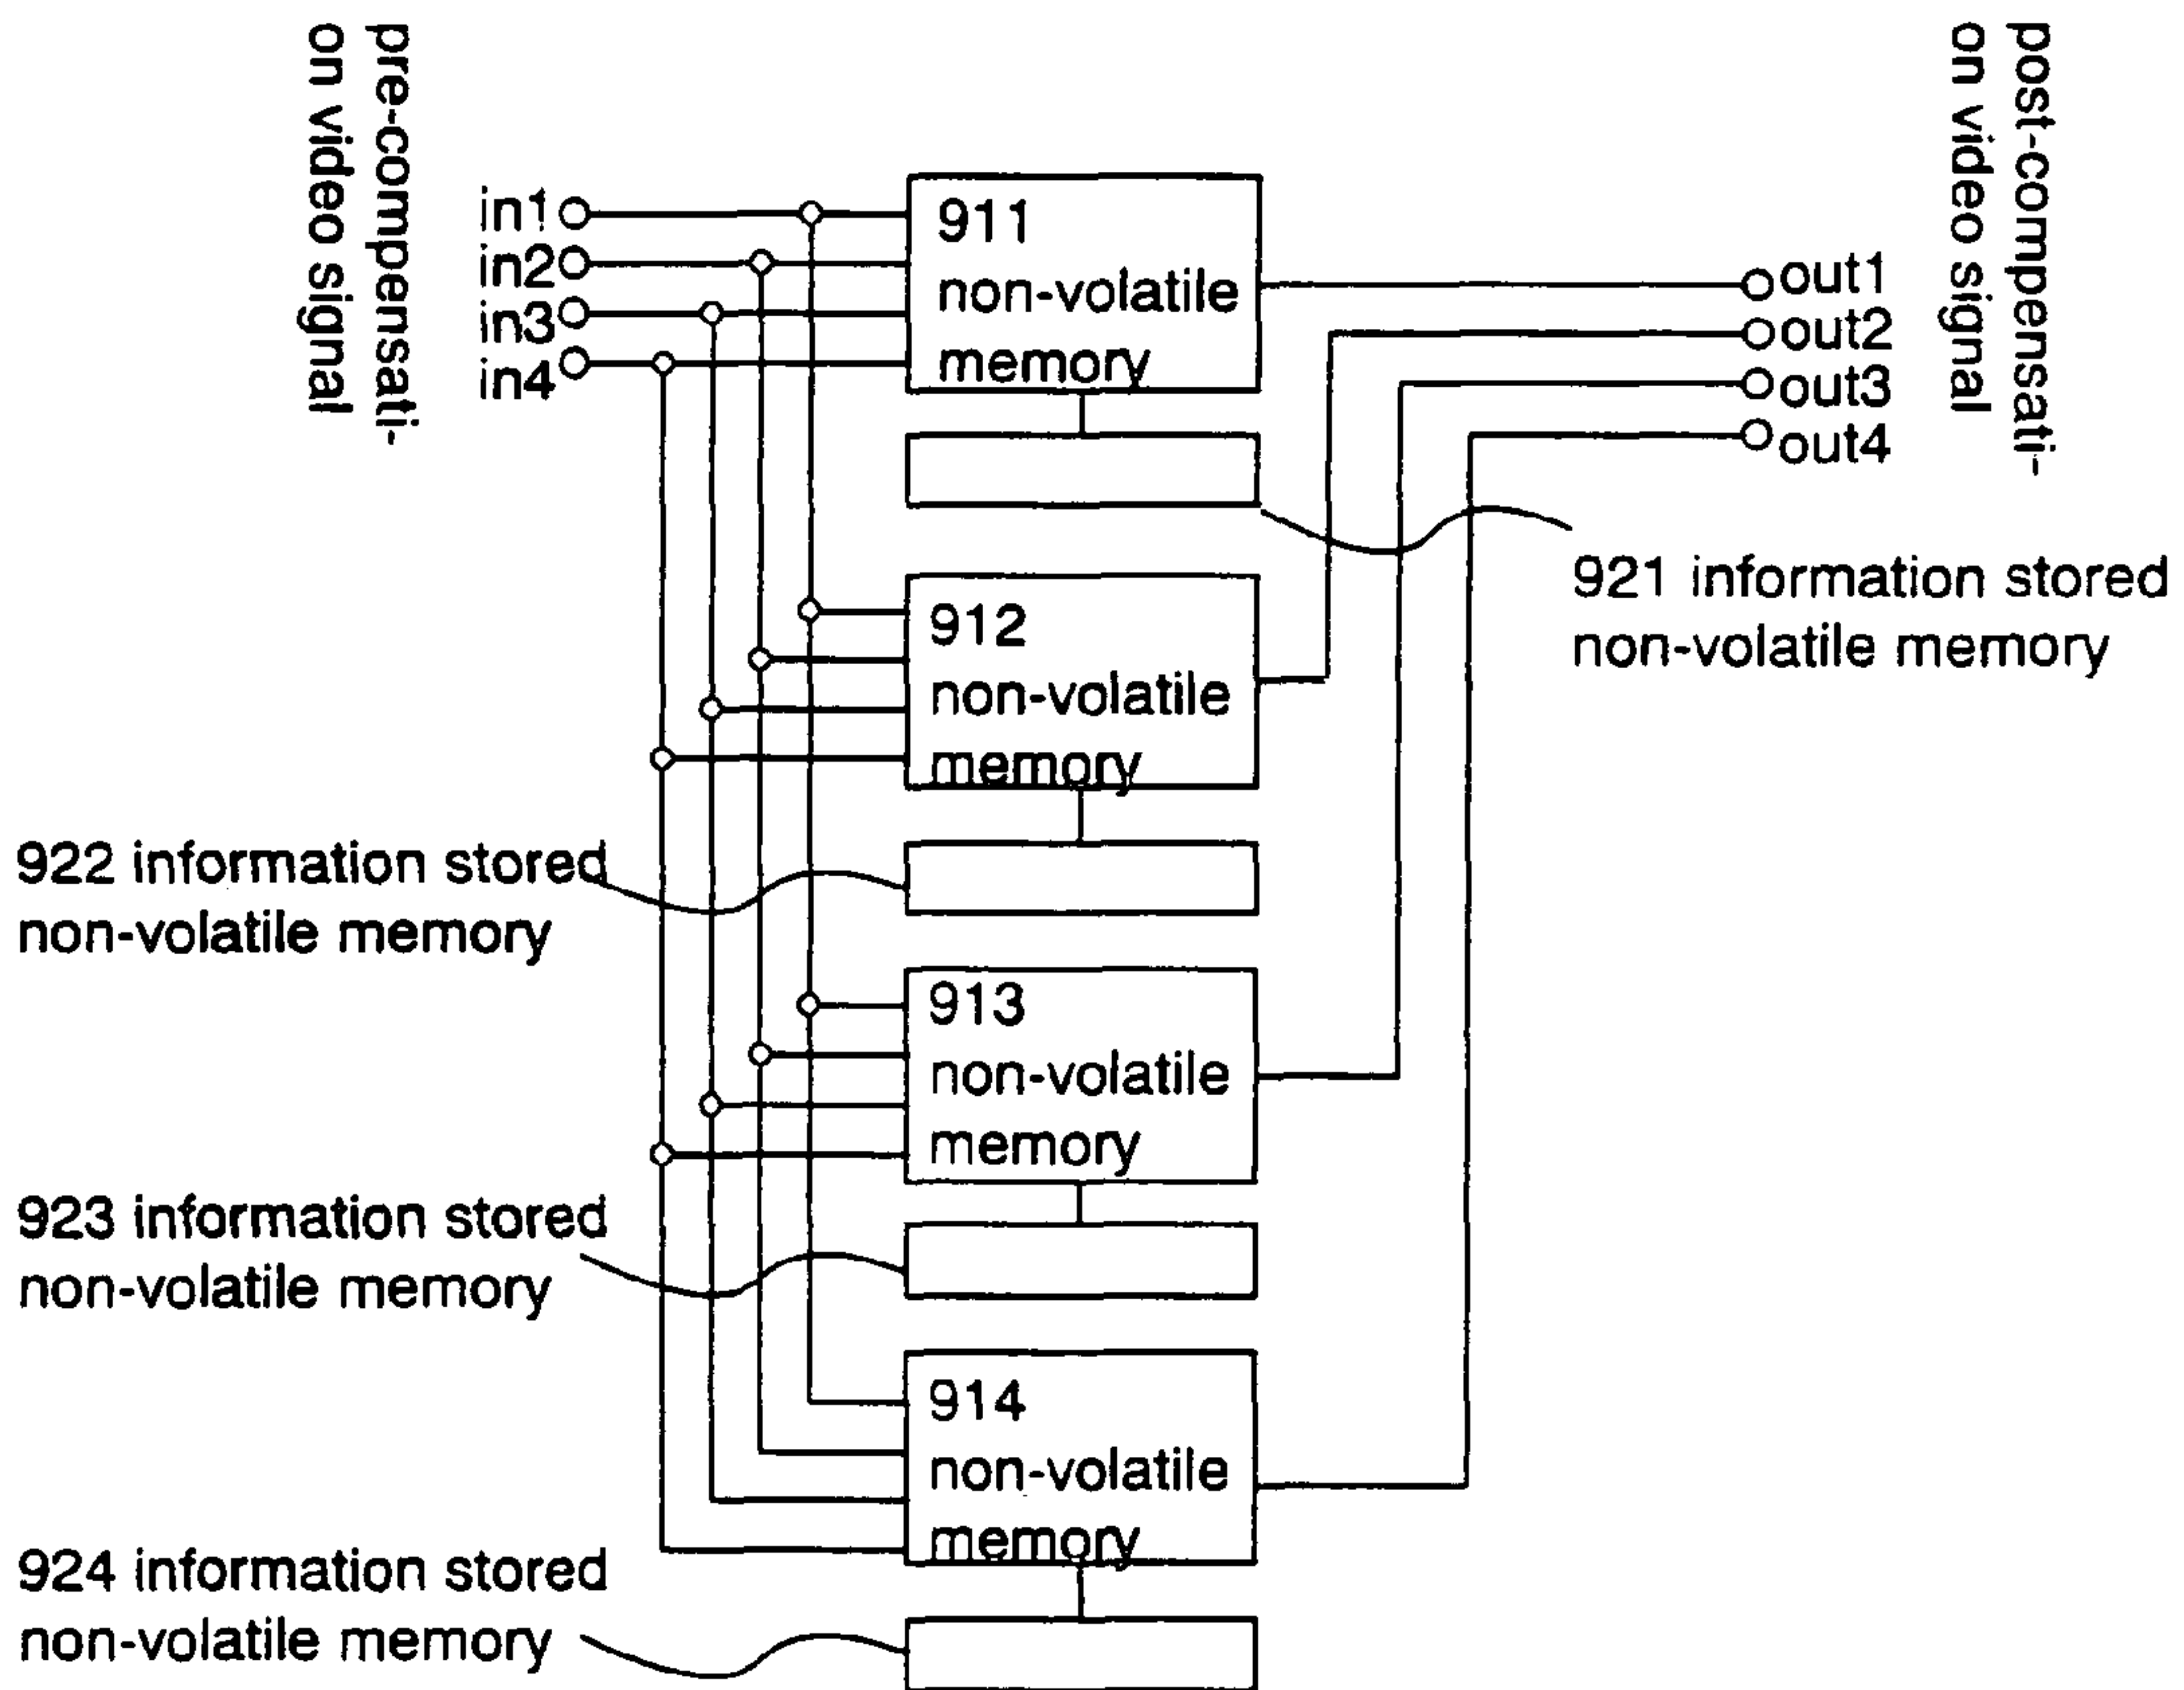 pre-compensati-
on video signal
post-compensati-
on video signal
in1
in2
in3
in4
911
non-volatile
memory
out1
out2
out3
out4
921 information stored
non-volatile memory
912
non-volatile
memory
922 information stored
non-volatile memory
913
non-volatile
memory
923 information stored
non-volatile memory
914
non-volatile
memory
924 information stored
non-volatile memory